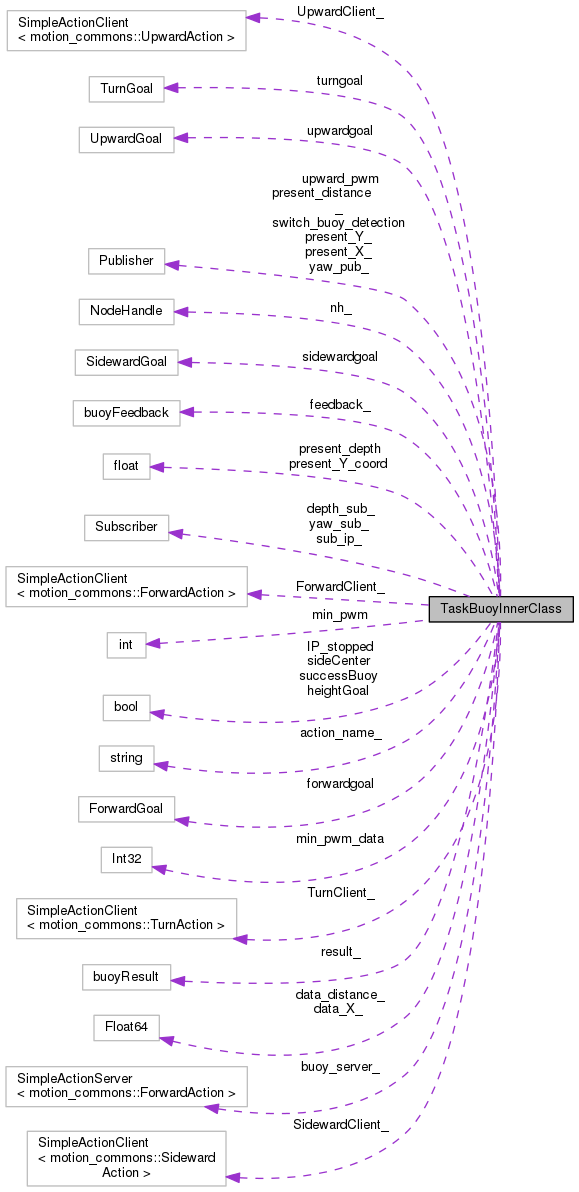 UpwardClient_
SimpleActionClient
< motion_commons::UpwardAction >
turngoal
TurnGoal
upwardgoal
UpwardGoal
upward_pwm
present_distance
_
switch_buoy_detection
present_Y_
present_X_
yaw_pub_
Publisher
nh_
NodeHandle
sidewardgoal
SidewardGoal
feedback_
buoyFeedback
present_depth
present_Y_coord
float
depth_sub_
yaw_sub_
sub_ip_
Subscriber
ForwardClient_
SimpleActionClient
< motion_commons::ForwardAction >
TaskBuoyInnerClass
min_pwm
int
IP_stopped
sideCenter
successBuoy
heightGoal
bool
action_name_
string
forwardgoal
ForwardGoal
min_pwm_data
Int32
TurnClient_
SimpleActionClient
< motion_commons::TurnAction >
result_
buoyResult
data_distance_
data_X_
Float64
buoy_server_
SimpleActionServer
< motion_commons::ForwardAction >
SidewardClient_
SimpleActionClient
< motion_commons::Sideward
Action >